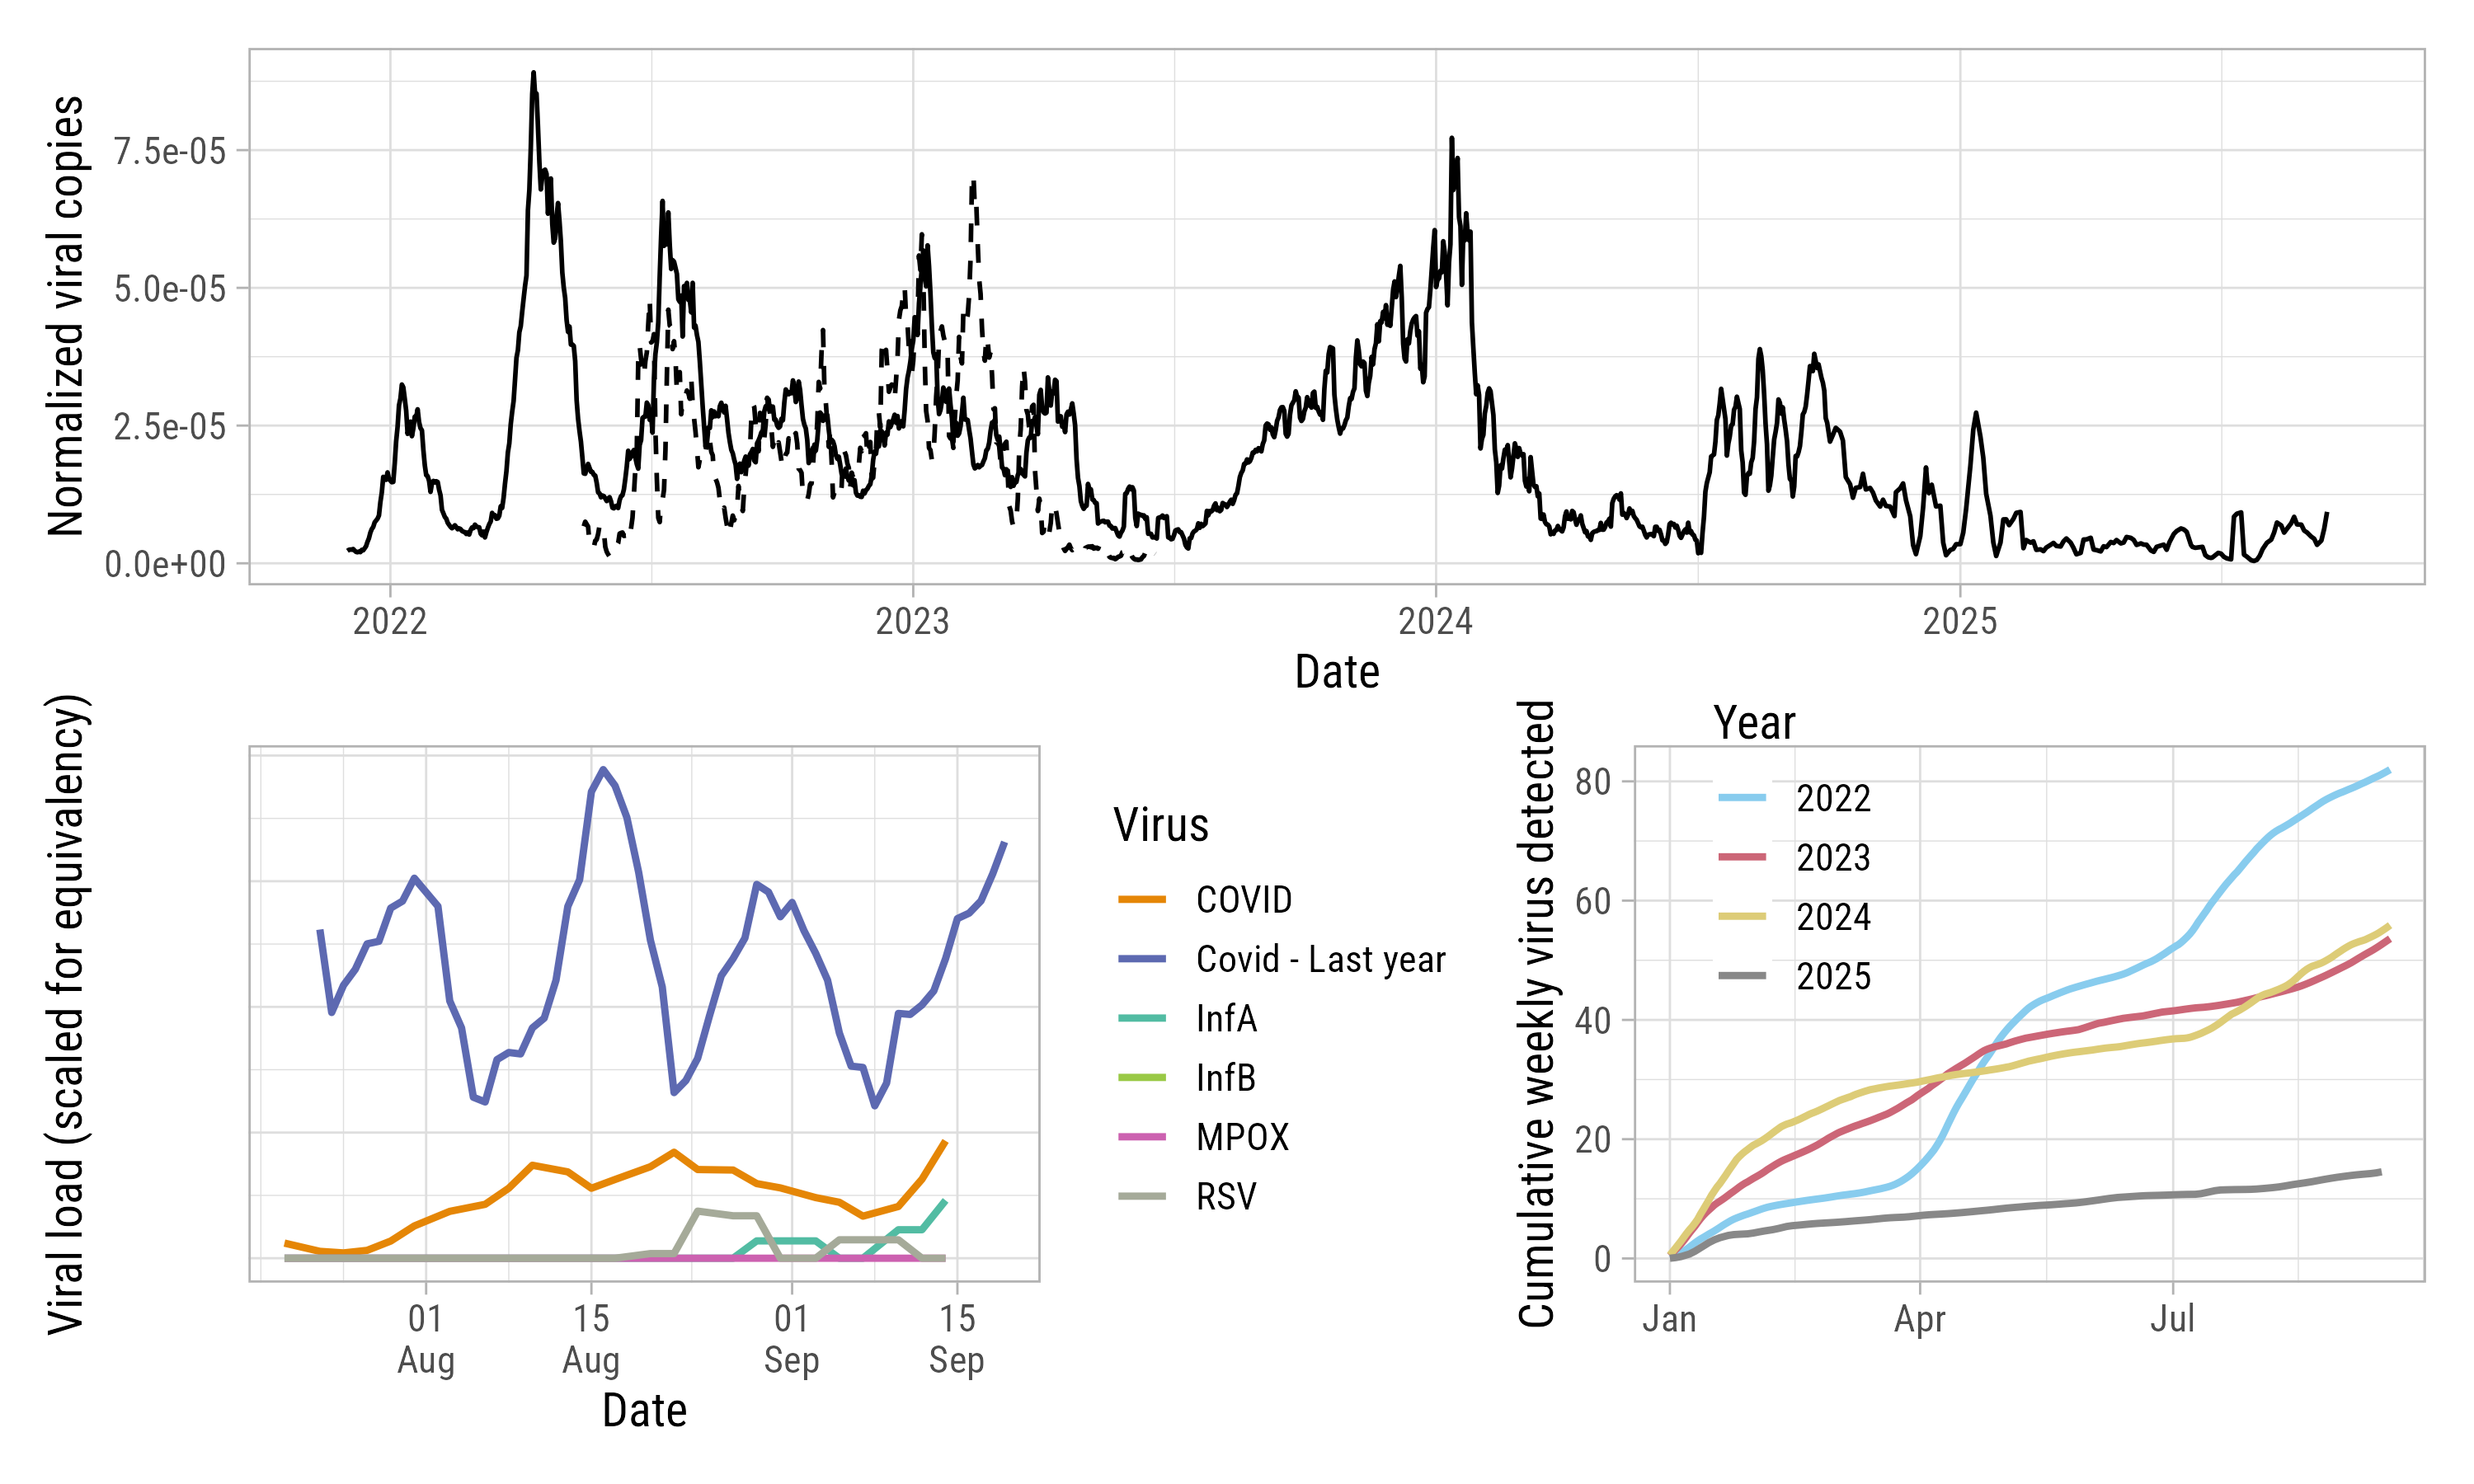 Normalized viral copies
7.5e-05
5.0e-05
2.5e-05
0.0e+00
2022
2023
2024
2025
Date
Viral load (scaled for equivalency)
01
Aug
15
Aug
01
Sep
15
Sep
Date
Virus
COVID
Covid - Last year
InfA
InfB
MPOX
RSV
Cumulative weekly virus detected
Year
2022
2023
2024
2025
80
60
40
20
0
Jan
Apr
Jul